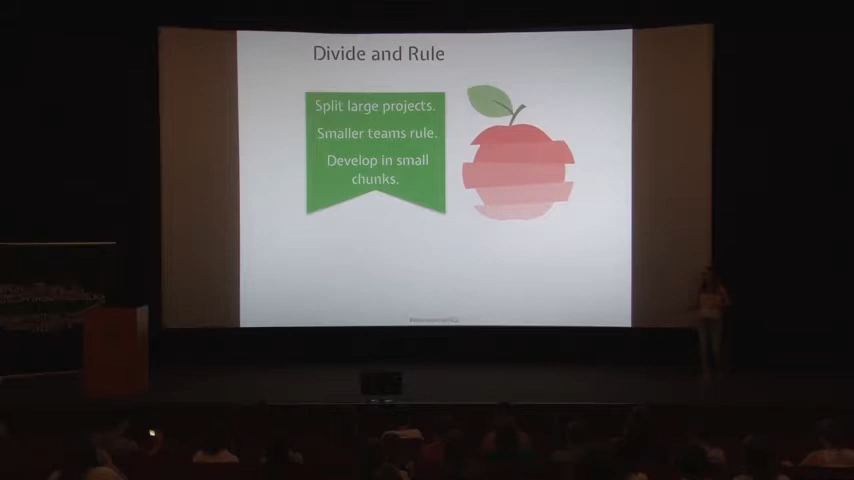 Divide and Rule
Split large projects.
Smaller teams rule.
Develop in small
chunks.